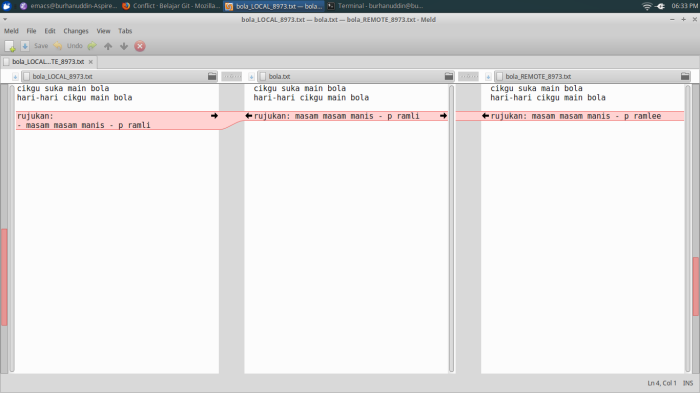 emacs@burhanuddin-Aspire...
Conflict - Belajar Git - Mozilla...
bola_LOCAL_8973.txt — bola...
Terminal - burhanuddin@bu...
06:33 PM
bola_LOCAL_8973.txt — bola.txt — bola_REMOTE_8973.txt - Meld
Meld File Edit Changes View Tabs
Save Undo
bola_LOCAL...TE_8973.txt
bola_LOCAL_8973.txt
cikgu suka main bola
hari-hari cikgu main bola
rujukan:
- masam masam manis - p ramli
bola.txt
cikgu suka main bola
hari-hari cikgu main bola
rujukan: masam masam manis - p ramli
bola_REMOTE_8973.txt
cikgu suka main bola
hari-hari cikgu main bola
rujukan: masam masam manis - p ramlee
Ln 4, Col 1 INS